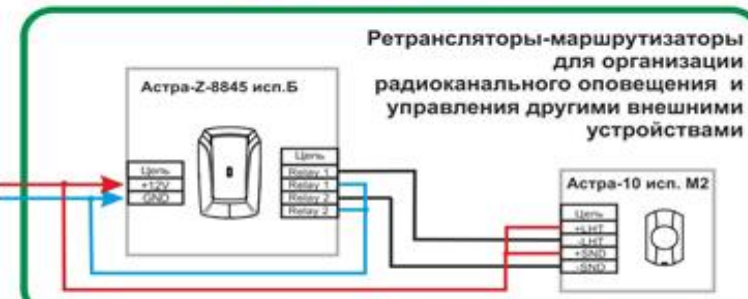 Ретрансляторы-маршрутизаторы
для организации
радиоканального оповещения и
управления другими внешними
устройствами
Астра-Z-8845 исп.Б
Цепь
+12V
GND
Цепь
Relay 1
Relay 1
Relay 2
Relay 2
Астра-10 исп. М2
Цепь
+LHT
-LHT
+SND
-SND